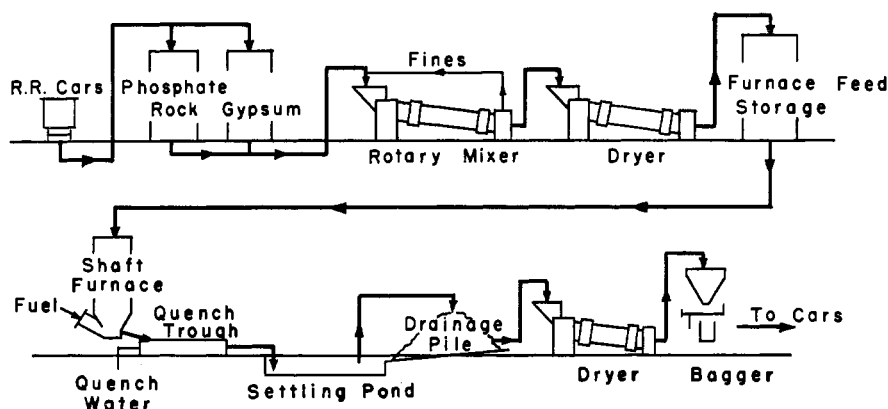 Fines
R.R. Cars
Phosphate
Rock
Gypsum
Furnace Feed
Storage
Rotary Mixer
Dryer
Shaft
Furnace
Fuel
Quench
Trough
Drainage
Pile
To Cars
Quench
Water
Settling Pond
Dryer
Bagger